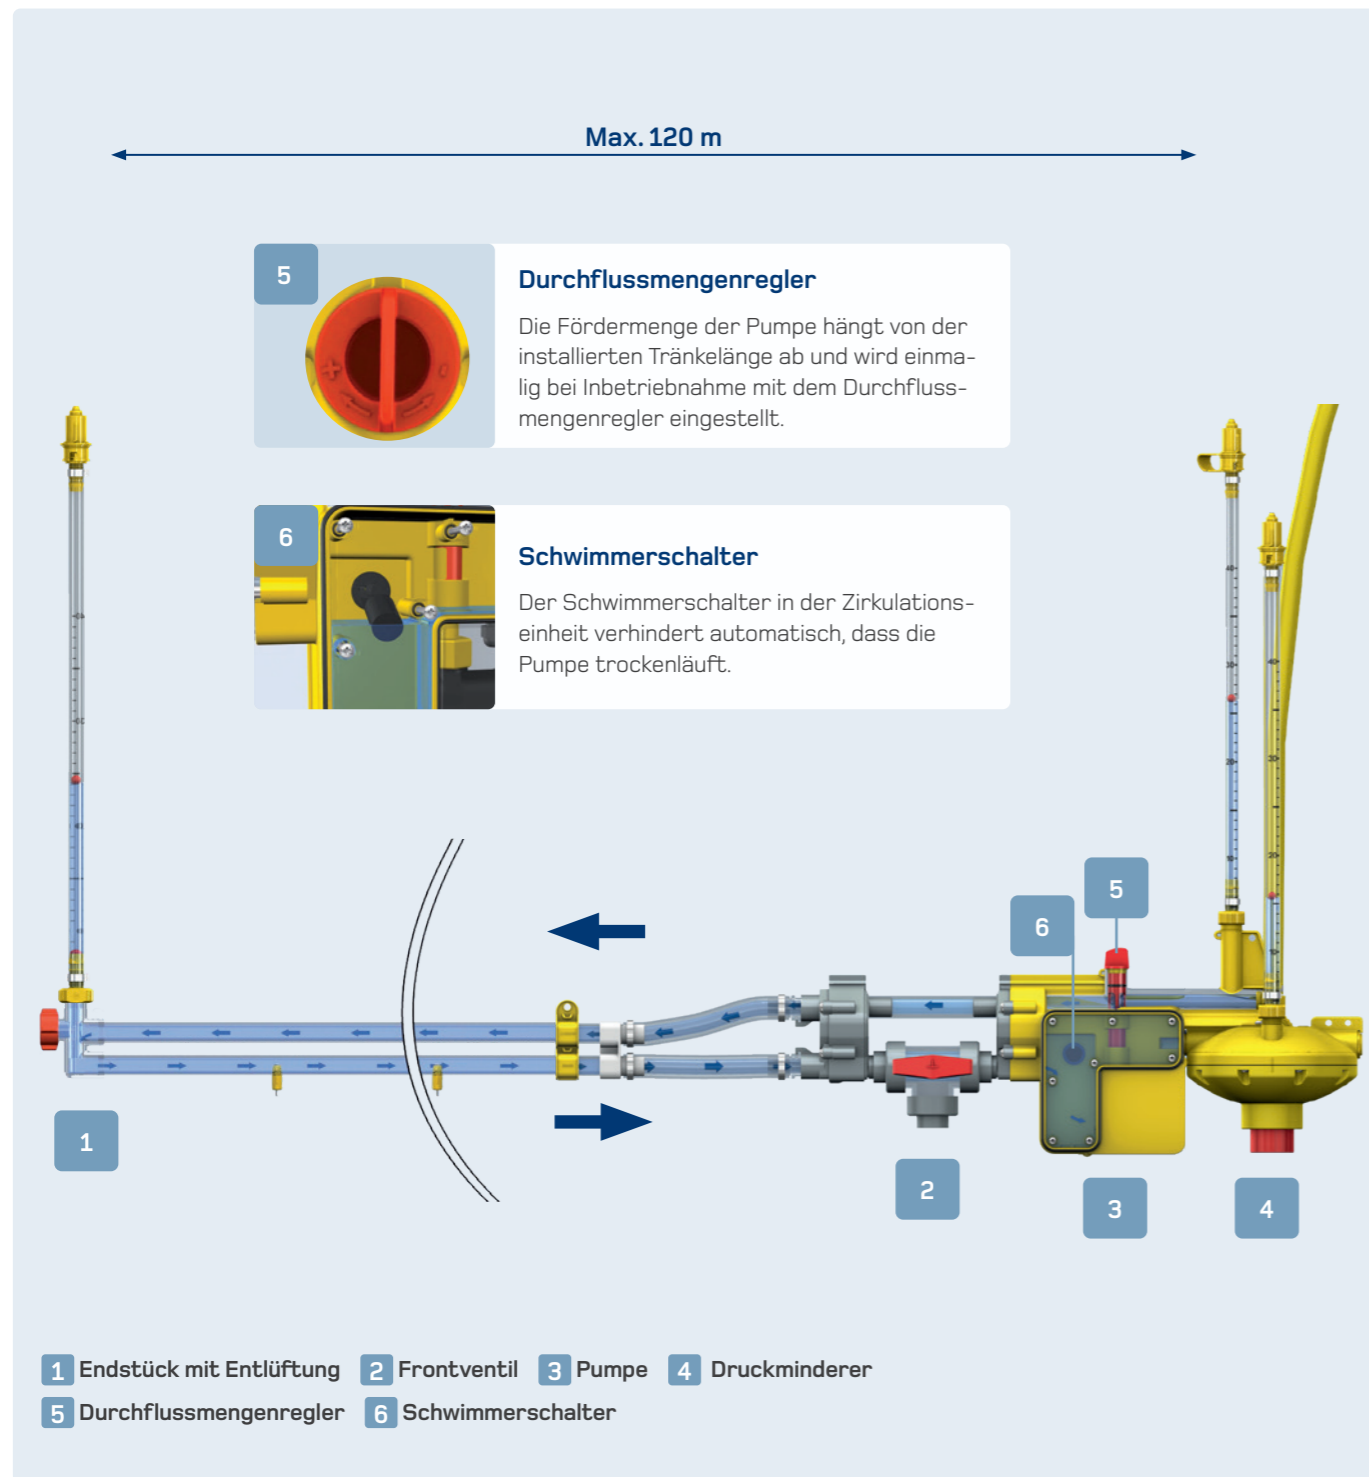 Max. 120 m
5
Durchflussmengenregler
Die Fördermenge der Pumpe hängt von der
installierten Tränkelänge ab und wird einma-
lig bei Inbetriebnahme mit dem Durchfluss-
mengenregler eingestellt.
6
Schwimmerschalter
Der Schwimmerschalter in der Zirkulations-
einheit verhindert automatisch, dass die
Pumpe trockenläuft.
5
6
1
2
3
4
1 Endstück mit Entlüftung 2 Frontventil 3 Pumpe 4 Druckminderer
5 Durchflussmengenregler 6 Schwimmerschalter